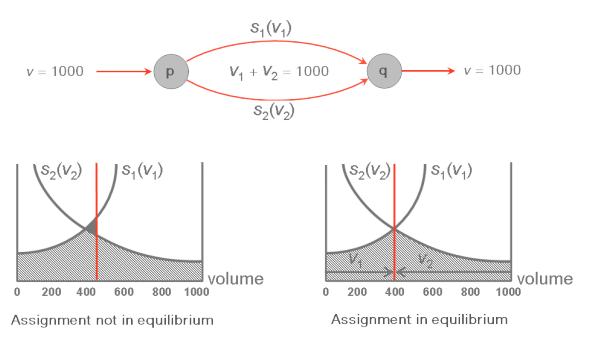 s₁(v₁)
v = 1000
p
v₁ + v₂ = 1000
q
v = 1000
s₂(v₂)
s₂(v₂)
s₁(v₁)
volume
0 200 400 600 800 1000
Assignment not in equilibrium
s₂(v₂)
s₁(v₁)
V₁
V₂
volume
0 200 400 600 800 1000
Assignment in equilibrium